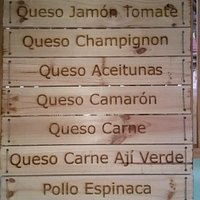 Queso Jamón Tomate
Queso Champignon
Queso Aceitunas
Queso Camarón
Queso Carne
Queso Carne Ají Verde
Pollo Espinaca